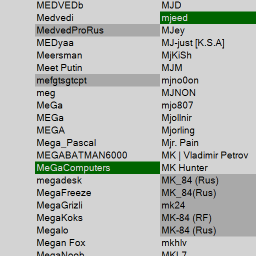 MEDVEDb
Medvedi
MedvedProRus
MEDyaa
Meersman
Meet Putin
mefgtsgtcpt
meg
MeGa
MEGa
MEGA
Mega_Pascal
MEGABATMAN6000
MeGaComputers
megadesk
MegaFreeze
MegaGrizli
MegaKoks
Megalo
Megan Fox
MegaNoob
MJD
mjeed
MJey
MJ-just [K.S.A]
MjKiSh
MJM
mjno0on
MJNON
mjo807
Mjollnir
Mjorling
Mjr. Pain
MK | Vladimir Petrov
MK Hunter
MK_84 (Rus)
MK-84(Rus)
mk24
MK-84 (RF)
MK-84 (Rus)
mkhlv
MKL7